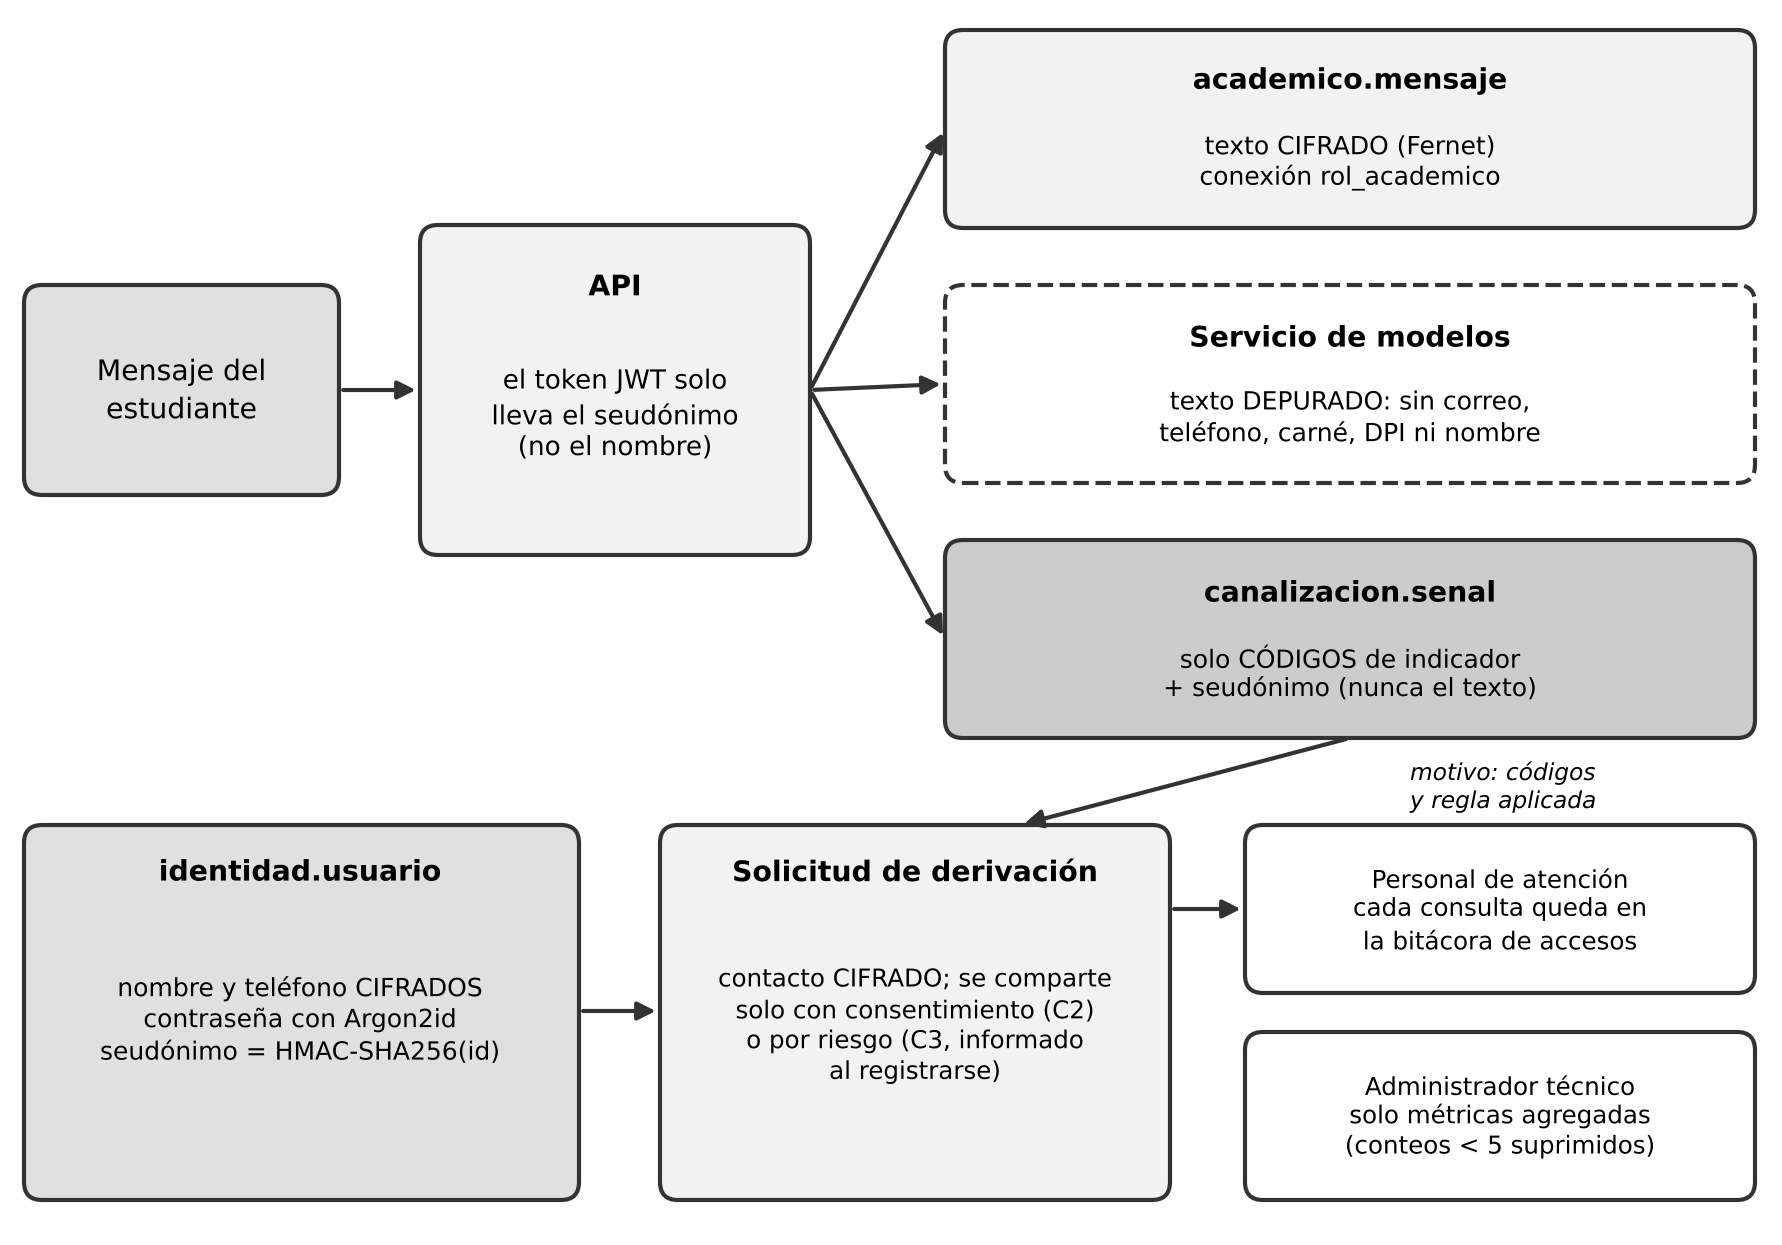 academico.mensaje
texto CIFRADO (Fernet)
conexión rol_academico
API
el token JWT solo
lleva el seudónimo
(no el nombre)
Mensaje del
estudiante
Servicio de modelos
texto DEPURADO: sin correo,
teléfono, carné, DPI ni nombre
canalizacion.senal
solo CÓDIGOS de indicador
+ seudónimo (nunca el texto)
motivo: códigos
y regla aplicada
identidad.usuario
nombre y teléfono CIFRADOS
contraseña con Argon2id
seudónimo = HMAC-SHA256(id)
Solicitud de derivación
contacto CIFRADO; se comparte
solo con consentimiento (C2)
o por riesgo (C3, informado
al registrarse)
Personal de atención
cada consulta queda en
la bitácora de accesos
Administrador técnico
solo métricas agregadas
(conteos < 5 suprimidos)